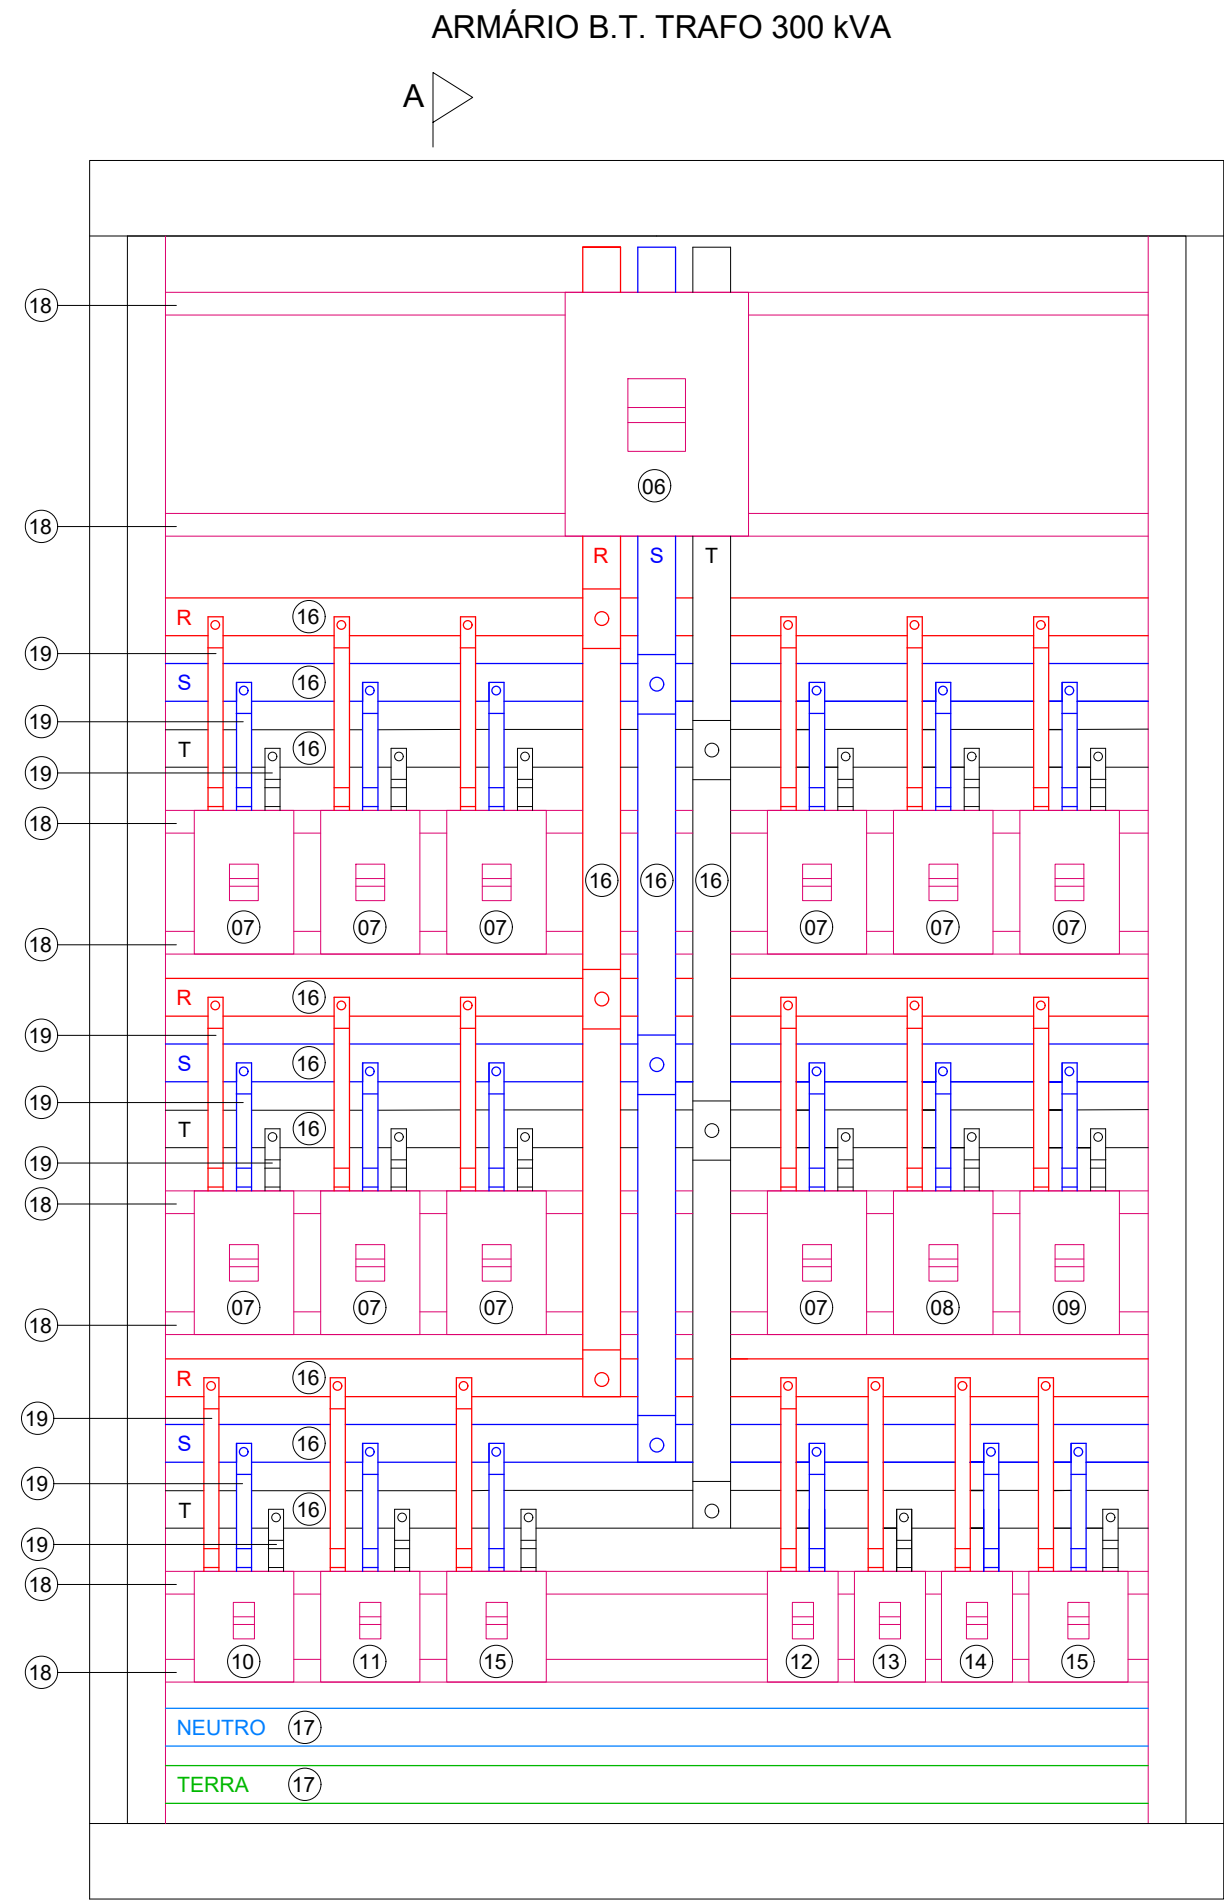 ARMÁRIO B.T. TRAFO 300 kVA
A
18
06
18
R S T
R 16
19
S 16
19
T 16
19
18
16 16 16
07 07 07 07 07 07
18
R 16
19
S 16
19
T 16
19
18
07 07 07 07 08 09
18
R 16
19
S 16
19
T 16
19
18
10 11 15 12 13 14 15
18
NEUTRO 17
TERRA 17